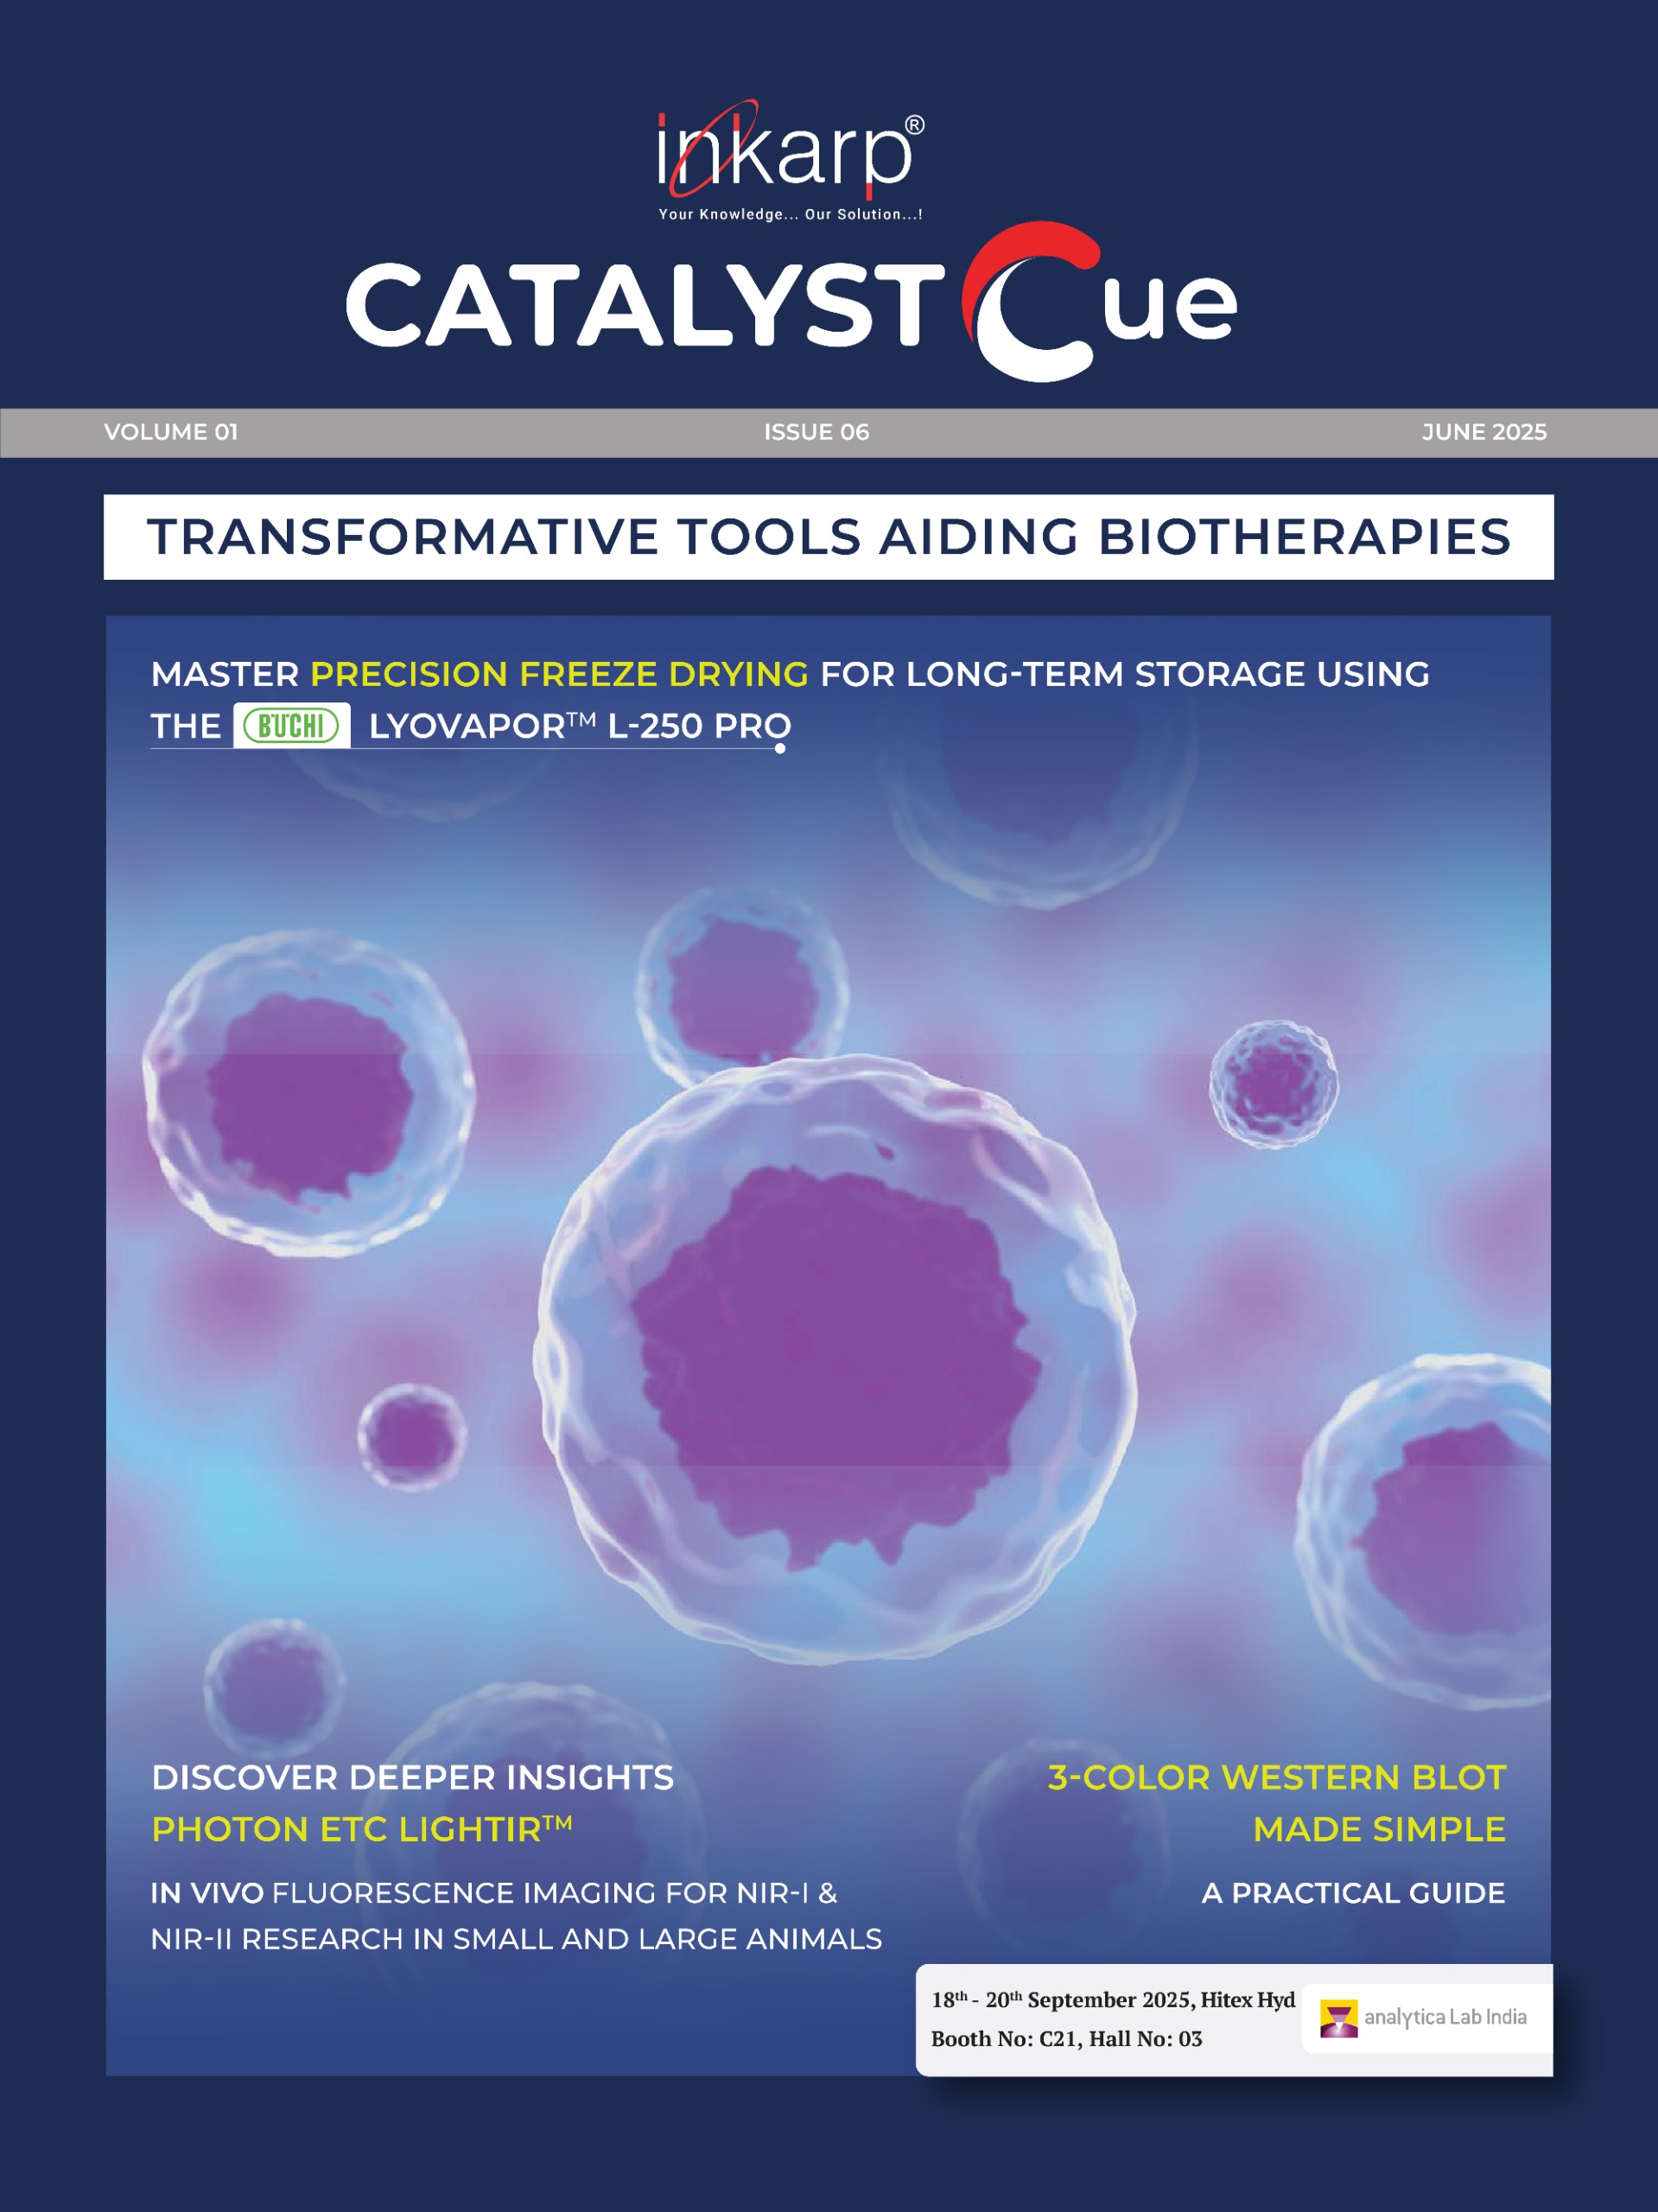 inkarp®
Your Knowledge... Our Solution...!
CATALYST Cue
VOLUME 01 ISSUE 06 JUNE 2025
TRANSFORMATIVE TOOLS AIDING BIOTHERAPIES
MASTER PRECISION FREEZE DRYING FOR LONG-TERM STORAGE USING
THE BÜCHI LYOVAPOR™ L-250 PRO
DISCOVER DEEPER INSIGHTS
PHOTON ETC LIGHTIR™
IN VIVO FLUORESCENCE IMAGING FOR NIR-I &
NIR-II RESEARCH IN SMALL AND LARGE ANIMALS
3-COLOR WESTERN BLOT
MADE SIMPLE
A PRACTICAL GUIDE
18th - 20th September 2025, Hitex Hyd
Booth No: C21, Hall No: 03
analytica Lab India